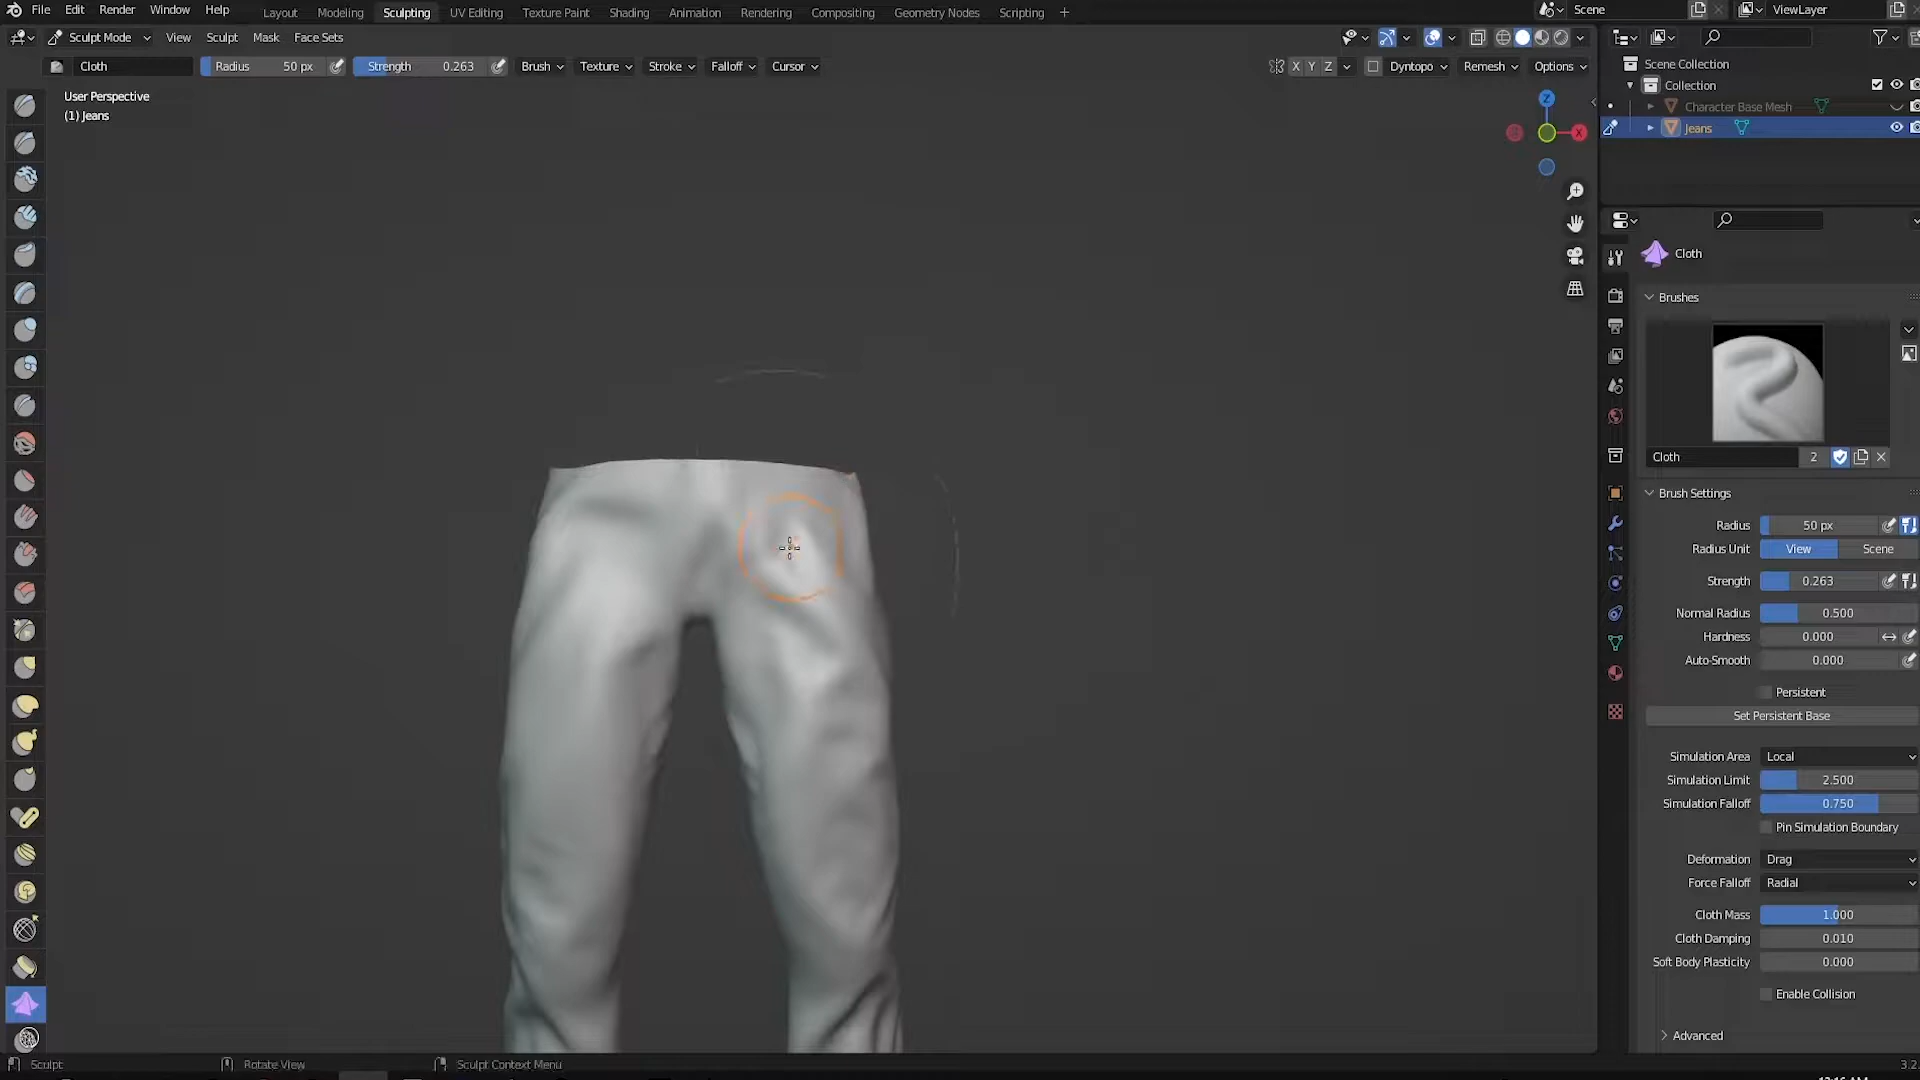 File Edit Render Window Help Layout Modeling Sculpting UV Editing Texture Paint Shading Animation Rendering Compositing Geometry Nodes Scripting + Scene ViewLayer
Sculpt Mode View Sculpt Mask Face Sets
Cloth Radius 50 px Strength 0.263 Brush Texture Stroke Falloff Cursor X Y Z Dyntopo Remesh Options
User Perspective
(1) Jeans
Z
X
Scene Collection
Collection
Character Base Mesh
Jeans
Cloth
Brushes
Cloth 2
Brush Settings
Radius 50 px
Radius Unit View Scene
Strength 0.263
Normal Radius 0.500
Hardness 0.000
Auto-Smooth 0.000
Persistent
Set Persistent Base
Simulation Area Local
Simulation Limit 2.500
Simulation Falloff 0.750
Pin Simulation Boundary
Deformation Drag
Force Falloff Radial
Cloth Mass 1.000
Cloth Damping 0.010
Soft Body Plasticity 0.000
Enable Collision
Advanced
Sculpt Rotate View Sculpt Context Menu 3.2